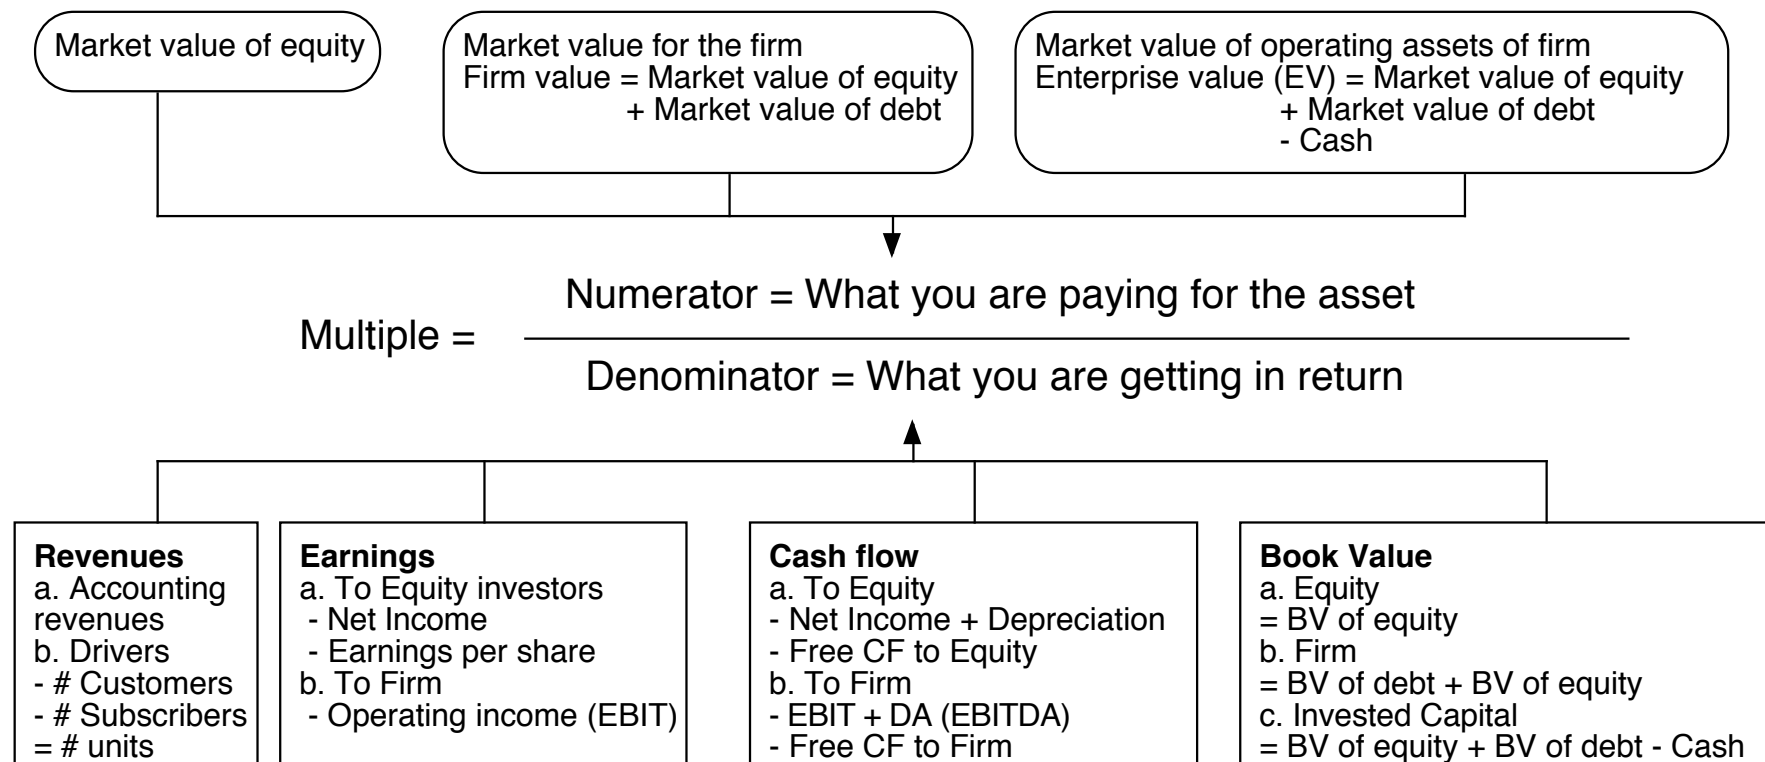 Market value of equity
Market value for the firm
Firm value = Market value of equity
+ Market value of debt
Market value of operating assets of firm
Enterprise value (EV) = Market value of equity
+ Market value of debt
- Cash
Multiple =
Numerator = What you are paying for the asset
Denominator = What you are getting in return
Revenues
a. Accounting
revenues
b. Drivers
- # Customers
- # Subscribers
= # units
Earnings
a. To Equity investors
- Net Income
- Earnings per share
b. To Firm
- Operating income (EBIT)
Cash flow
a. To Equity
- Net Income + Depreciation
- Free CF to Equity
b. To Firm
- EBIT + DA (EBITDA)
- Free CF to Firm
Book Value
a. Equity
= BV of equity
b. Firm
= BV of debt + BV of equity
c. Invested Capital
= BV of equity + BV of debt - Cash